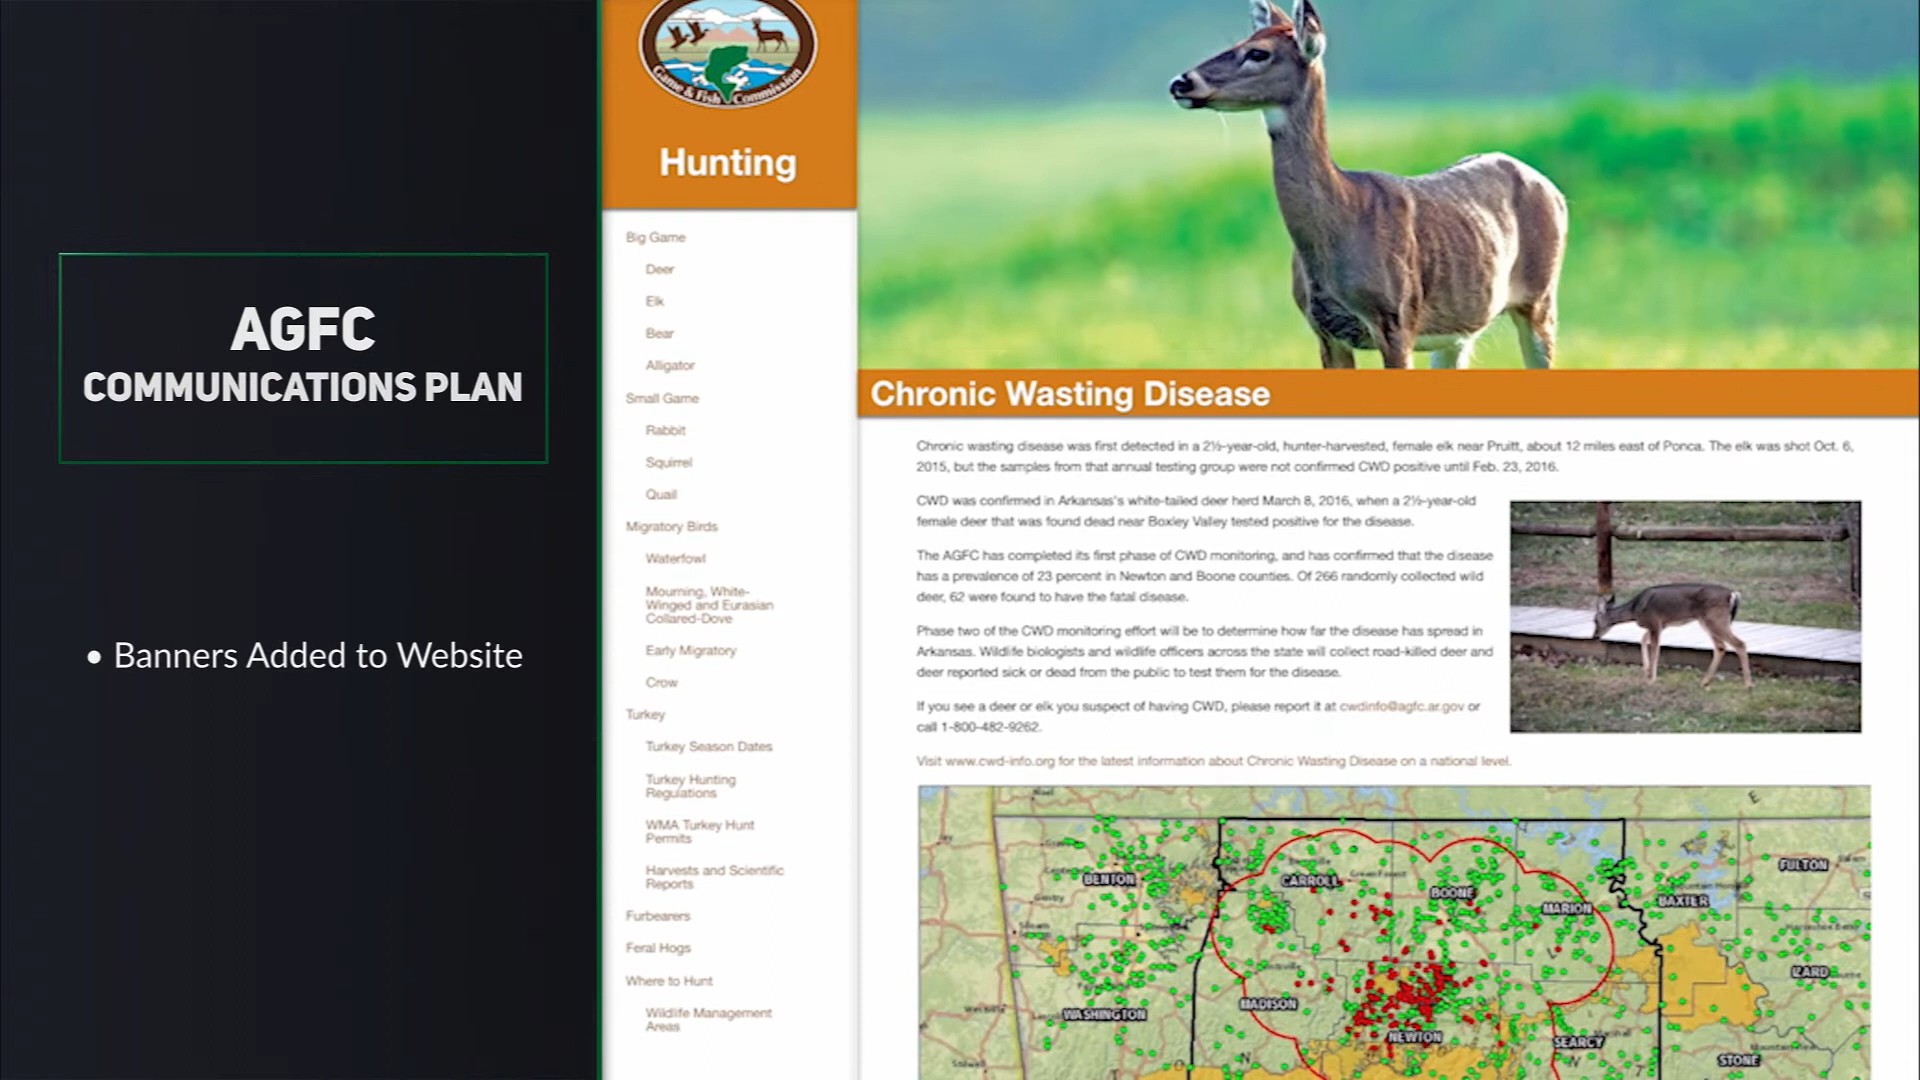 AGFC
COMMUNICATIONS PLAN
• Banners Added to Website
Game & Fish Commission
Hunting
Big Game
Deer
Elk
Bear
Alligator
Small Game
Rabbit
Squirrel
Quail
Migratory Birds
Waterfowl
Mourning, White-
Winged and Eurasian
Collared-Dove
Early Migratory
Crow
Turkey
Turkey Season Dates
Turkey Hunting
Regulations
WMA Turkey Hunt
Permits
Harvests and Scientific
Reports
Furbearers
Feral Hogs
Where to Hunt
Wildlife Management
Areas
Chronic Wasting Disease
Chronic wasting disease was first detected in a 2½-year-old, hunter-harvested, female elk near Pruitt, about 12 miles east of Ponca. The elk was shot Oct. 6,
2015, but the samples from that annual testing group were not confirmed CWD positive until Feb. 23, 2016.
CWD was confirmed in Arkansas's white-tailed deer herd March 8, 2016, when a 2½-year-old
female deer that was found dead near Boxley Valley tested positive for the disease.
The AGFC has completed its first phase of CWD monitoring, and has confirmed that the disease
has a prevalence of 23 percent in Newton and Boone counties. Of 266 randomly collected wild
deer, 62 were found to have the fatal disease.
Phase two of the CWD monitoring effort will be to determine how far the disease has spread in
Arkansas. Wildlife biologists and wildlife officers across the state will collect road-killed deer and
deer reported sick or dead from the public to test them for the disease.
If you see a deer or elk you suspect of having CWD, please report it at cwdinfo@agfc.ar.gov or
call 1-800-482-9262.
Visit www.cwd-info.org for the latest information about Chronic Wasting Disease on a national level.
Noel
BENTON
CARROLL
Green Forest
BOONE
MARION
BAXTER
FULTON
Gentry
IZARD
MADISON
WASHINGTON
NEWTON
SEARCY
Marshall
STONE
Stilwell